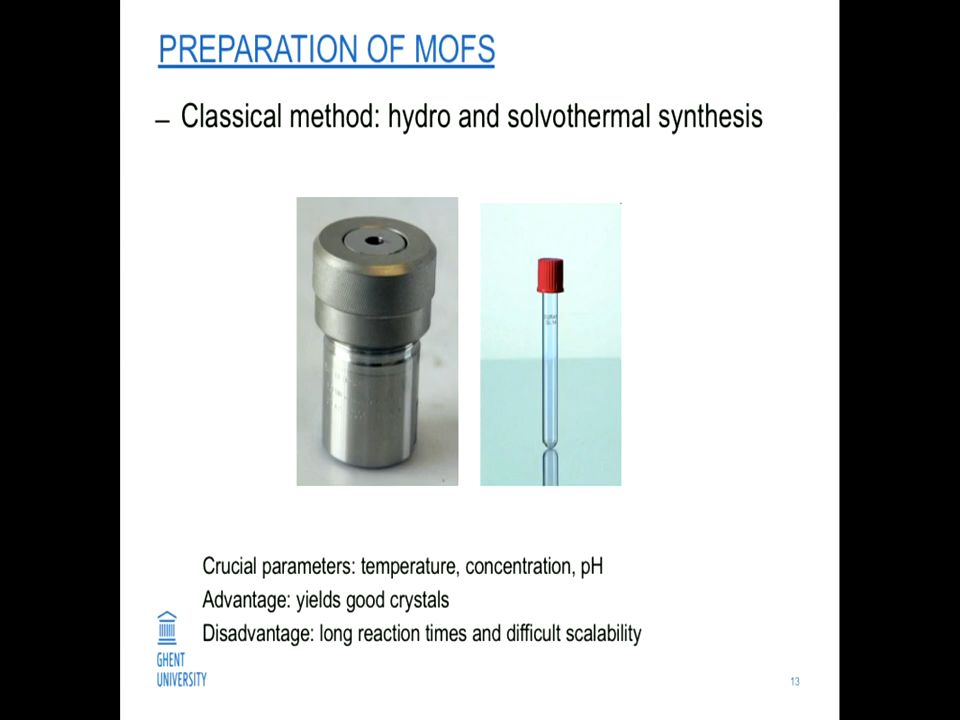 PREPARATION OF MOFS
– Classical method: hydro and solvothermal synthesis
Crucial parameters: temperature, concentration, pH
Advantage: yields good crystals
Disadvantage: long reaction times and difficult scalability
GHENT
UNIVERSITY
13